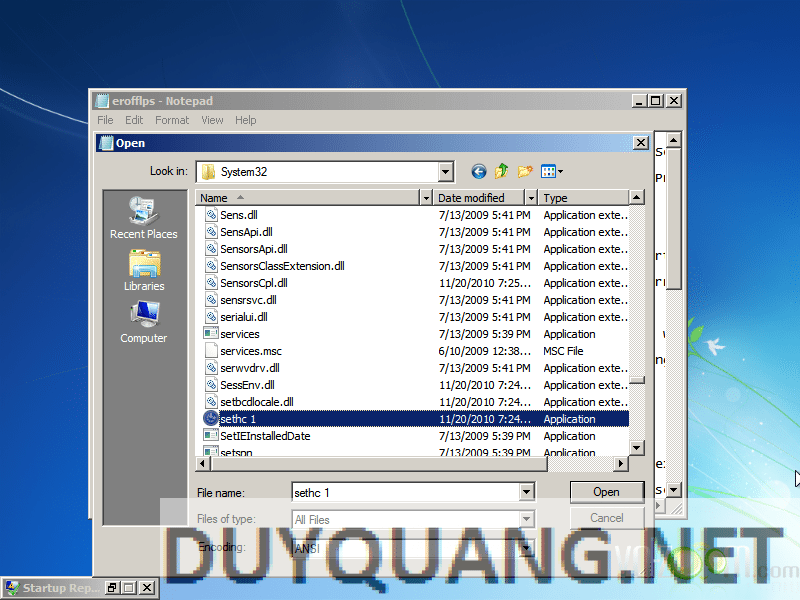 erofflps - Notepad
File Edit Format View Help
Open
Look in: System32
Name Date modified Type
Recent Places
Libraries
Computer
Sens.dll 7/13/2009 5:41 PM Application exte...
SensApi.dll 7/13/2009 5:41 PM Application exte...
SensorsApi.dll 7/13/2009 5:41 PM Application exte...
SensorsClassExtension.dll 7/13/2009 5:41 PM Application exte...
SensorsCpl.dll 11/20/2010 7:25... Application exte...
sensrsvc.dll 7/13/2009 5:41 PM Application exte...
serialui.dll 7/13/2009 5:41 PM Application exte...
services 7/13/2009 5:39 PM Application
services.msc 6/10/2009 12:38... MSC File
serwvdrv.dll 7/13/2009 5:41 PM Application exte...
SessEnv.dll 11/20/2010 7:24... Application exte...
setbcdlocale.dll 11/20/2010 7:24... Application exte...
sethc 1 11/20/2010 7:24... Application
SetIEInstalledDate 7/13/2009 5:39 PM Application
setspn 7/13/2009 5:39 PM Application
File name: sethc 1 Open
Files of type: All Files Cancel
Encoding: ANSI
DUYQUANG.NET
Startup Rep...